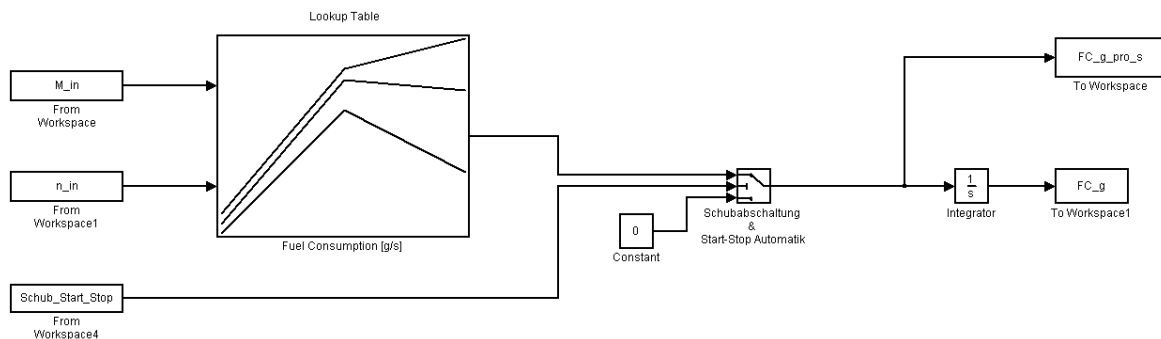 Lookup Table
M_in
From
Workspace
n_in
From
Workspace1
Fuel Consumption [g/s]
Schub_Start_Stop
From
Workspace4
0
Constant
Schubabschaltung
&
Start-Stop Automatik
1
s
Integrator
FC_g_pro_s
To Workspace
FC_g
To Workspace1